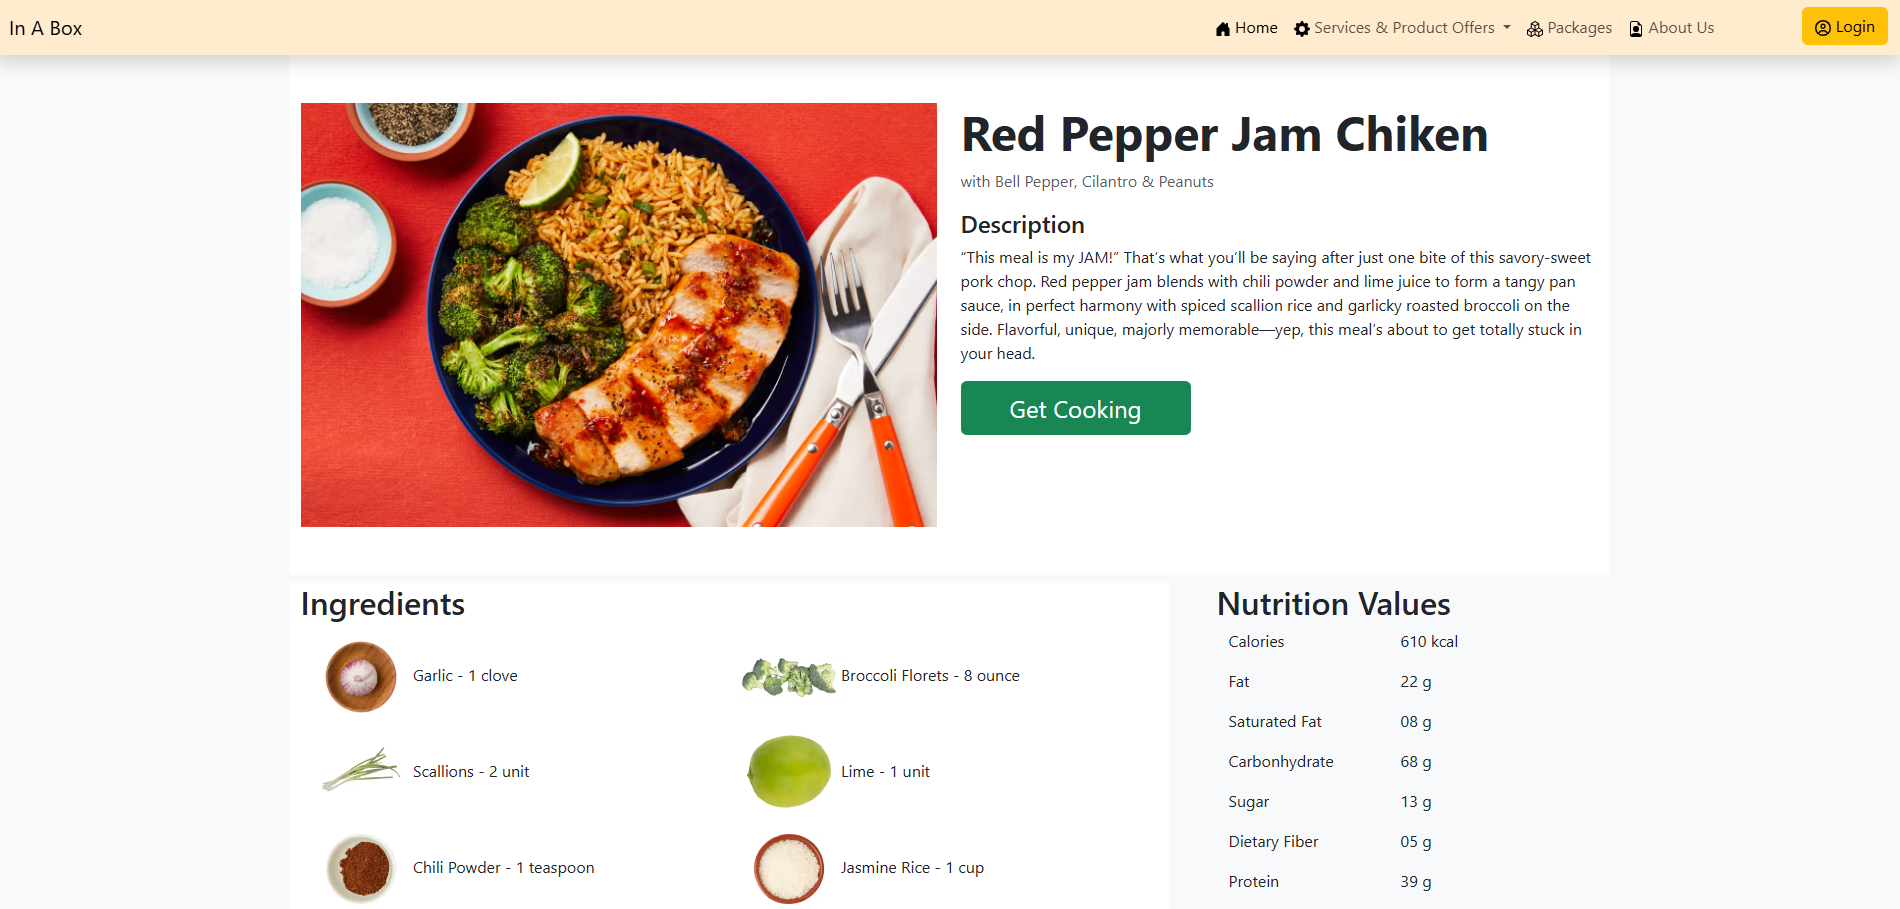 In A Box
Home
Services & Product Offers
Packages
About Us
Login
Red Pepper Jam Chiken
with Bell Pepper, Cilantro & Peanuts
Description
“This meal is my JAM!” That’s what you’ll be saying after just one bite of this savory-sweet
pork chop. Red pepper jam blends with chili powder and lime juice to form a tangy pan
sauce, in perfect harmony with spiced scallion rice and garlicky roasted broccoli on the
side. Flavorful, unique, majorly memorable—yep, this meal’s about to get totally stuck in
your head.
Get Cooking
Ingredients
Garlic - 1 clove
Broccoli Florets - 8 ounce
Scallions - 2 unit
Lime - 1 unit
Chili Powder - 1 teaspoon
Jasmine Rice - 1 cup
Nutrition Values
Calories 610 kcal
Fat 22 g
Saturated Fat 08 g
Carbonhydrate 68 g
Sugar 13 g
Dietary Fiber 05 g
Protein 39 g